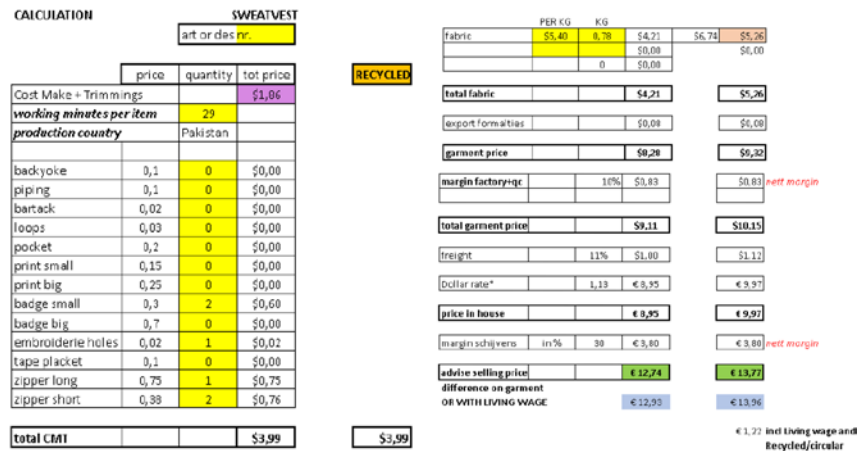 CALCULATION SWEATVEST
art or des nr.
price quantity tot price RECYCLED
Cost Make + Trimmings $1,86
working minutes per item 29
production country Pakistan
backyoke 0,1 0 $0,00
piping 0,1 0 $0,00
bartack 0,02 0 $0,00
loops 0,03 0 $0,00
pocket 0,2 0 $0,00
print small 0,15 0 $0,00
print big 0,25 0 $0,00
badge small 0,3 2 $0,60
badge big 0,7 0 $0,00
embroiderie holes 0,02 1 $0,02
tape placket 0,1 0 $0,00
zipper long 0,75 1 $0,75
zipper short 0,38 2 $0,76
total CMT $3,99 $3,99
PER KG KG
fabric $5,40 0,78 $4,21 $6,74 $5,26
$0,00 $0,00
0 $0,00
total fabric $4,21 $5,26
export formalties $0,08 $0,08
garment price $8,28 $9,32
margin factory+qc 10% $0,83 $0,83 nett margin
total garment price $9,11 $10,15
freight 11% $1,00 $1,12
Dollar rate* 1,13 € 8,95 € 9,97
price in house € 8,95 € 9,97
margin schijvens in % 30 € 3,80 € 3,80 nett margin
advise selling price € 12,74 € 13,77
difference on garment
OR WITH LIVING WAGE € 12,93 € 13,96
€ 1,22 incl Living wage and
Recycled/circular